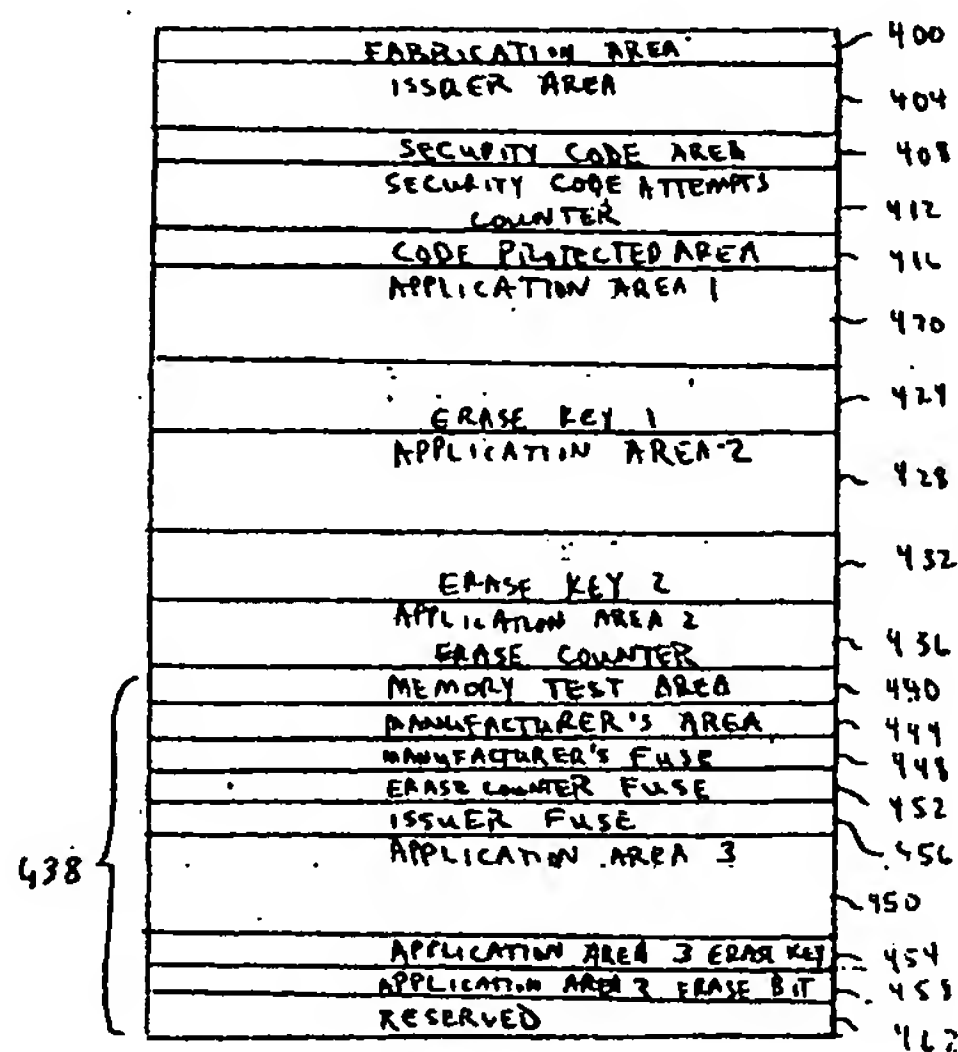 FABRICATION AREA 400
ISSUER AREA 404
SECURITY CODE AREA 408
SECURITY CODE ATTEMPTS
COUNTER 412
CODE PROTECTED AREA 416
APPLICATION AREA 1
420
424
ERASE KEY 1
APPLICATION AREA 2
428
432
ERASE KEY 2
APPLICATION AREA 2
ERASE COUNTER 436
MEMORY TEST AREA 440
MANUFACTURER'S AREA 444
MANUFACTURER'S FUSE 448
ERASE COUNTER FUSE 452
ISSUER FUSE 456
APPLICATION AREA 3
438
450
APPLICATION AREA 3 ERASE KEY 454
APPLICATION AREA 3 ERASE BIT 458
RESERVED 462